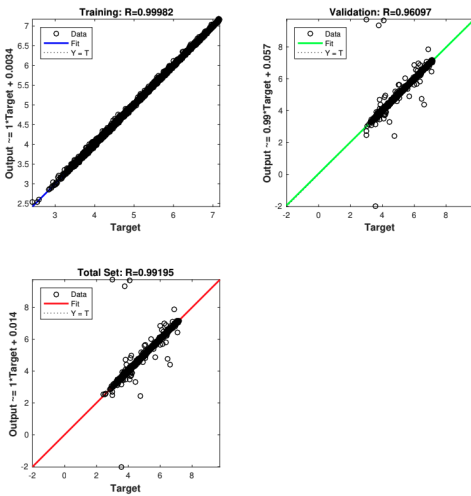 Training: R=0.99982
Data
Fit
Y = T
Output ~= 1*Target + 0.0034
7
6.5
6
5.5
5
4.5
4
3.5
3
2.5
3 4 5 6 7
Target
Validation: R=0.96097
Data
Fit
Y = T
Output ~= 0.99*Target + 0.057
8
6
4
2
0
-2
-2 0 2 4 6 8
Target
Total Set: R=0.99195
Data
Fit
Y = T
Output ~= 1*Target + 0.014
8
6
4
2
0
-2
-2 0 2 4 6 8
Target